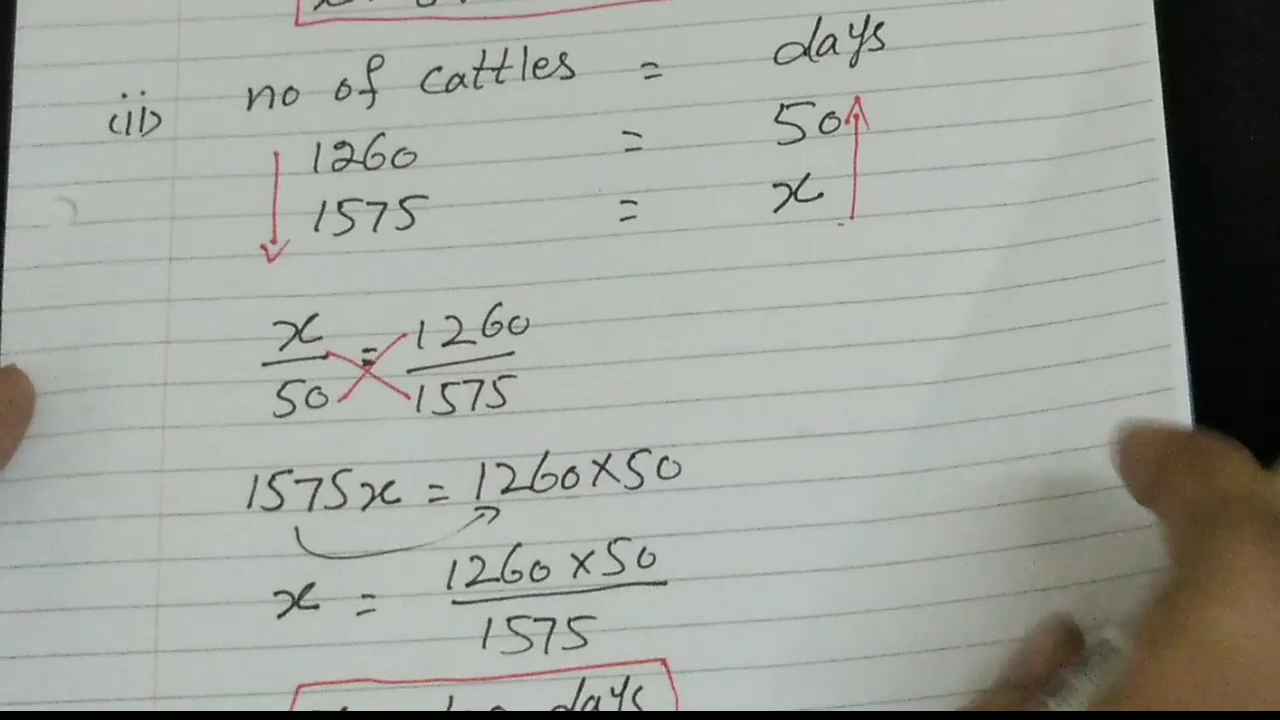 (ii) no of cattles = days
1260 = 50
1575 = x
x/50 = 1260/1575
1575x = 1260×50
x = 1260×50/1575
days